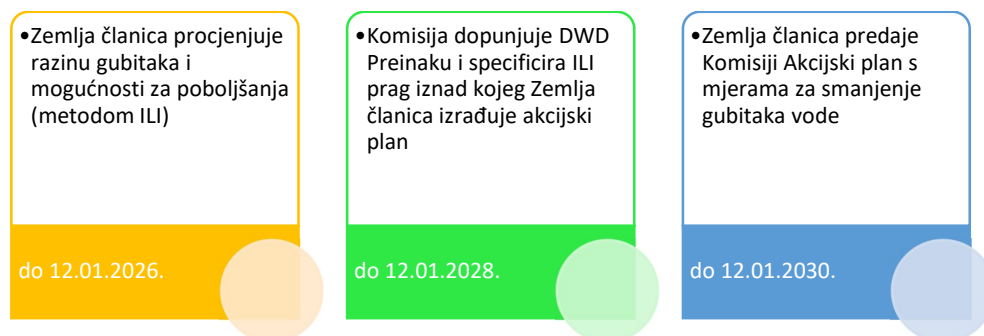 •Zemlja članica procjenjuje
razinu gubitaka i
mogućnosti za poboljšanja
(metodom ILI)
do 12.01.2026.
•Komisija dopunjuje DWD
Preinaku i specificira ILI
prag iznad kojeg Zemlja
članica izrađuje akcijski
plan
do 12.01.2028.
•Zemlja članica predaje
Komisiji Akcijski plan s
mjerama za smanjenje
gubitaka vode
do 12.01.2030.